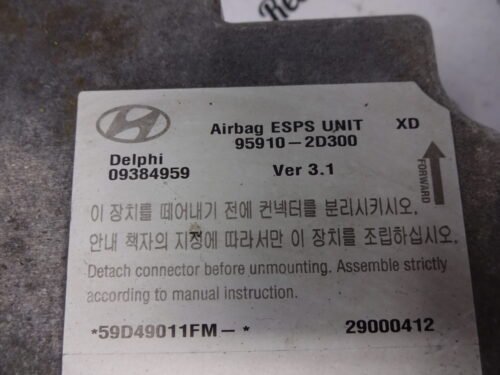 Re
Airbag ESPS UNIT XD
95910-2D300
Delphi
09384959 Ver 3.1
FORWARD
이 장치를 떼어내기 전에 컨넥터를 분리시키시오.
안내 책자의 지정에 따라서만 이 장치를 조립하십시오.
Detach connector before unmounting. Assemble strictly
according to manual instruction.
*59D49011FM- * 29000412